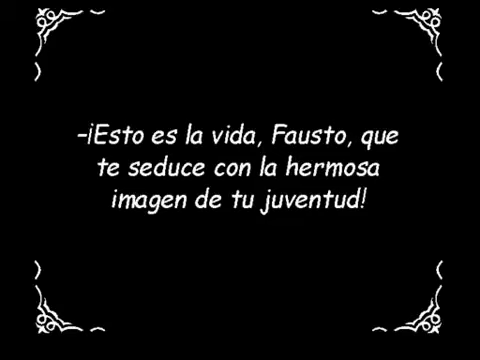 -¡Esto es la vida, Fausto, que
te seduce con la hermosa
imagen de tu juventud!